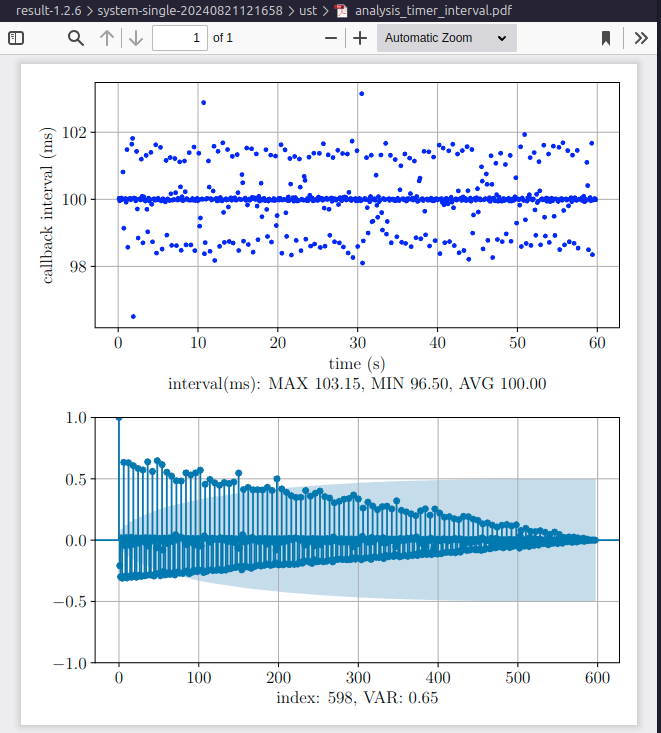 result-1.2.6 > system-single-20240821121658 > ust > analysis_timer_interval.pdf
1 of 1 Automatic Zoom
callback interval (ms)
102
100
98
0 10 20 30 40 50 60
time (s)
interval(ms): MAX 103.15, MIN 96.50, AVG 100.00
1.0
0.5
0.0
−0.5
−1.0
0 100 200 300 400 500 600
index: 598, VAR: 0.65